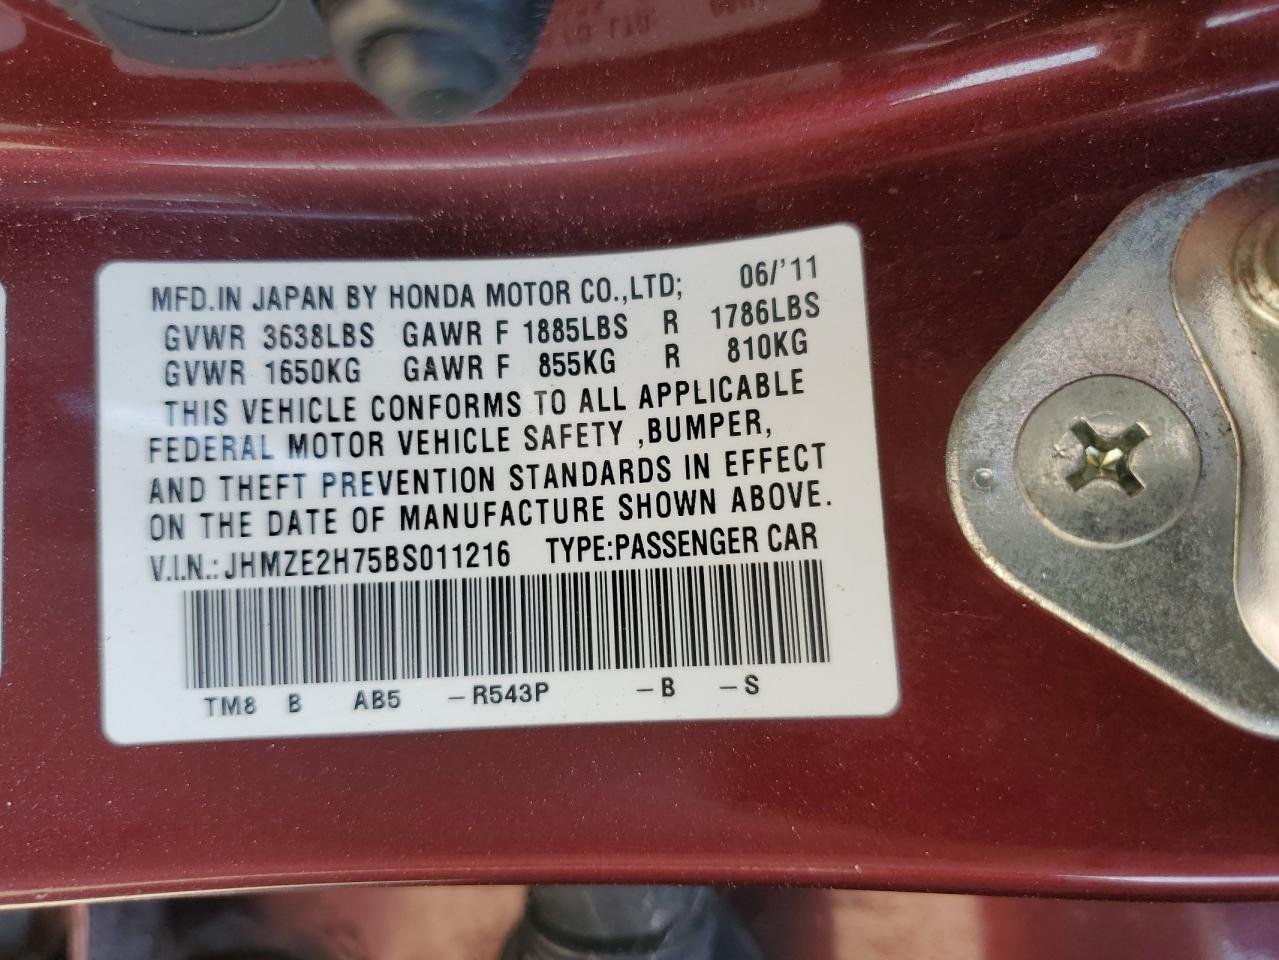 MFD.IN JAPAN BY HONDA MOTOR CO.,LTD; 06/'11
GVWR 3638LBS GAWR F 1885LBS R 1786LBS
GVWR 1650KG GAWR F 855KG R 810KG
THIS VEHICLE CONFORMS TO ALL APPLICABLE
FEDERAL MOTOR VEHICLE SAFETY ,BUMPER,
AND THEFT PREVENTION STANDARDS IN EFFECT
ON THE DATE OF MANUFACTURE SHOWN ABOVE.
V.I.N.: JHMZE2H75BS011216 TYPE:PASSENGER CAR
TM8 B AB5 –R543P –B –S